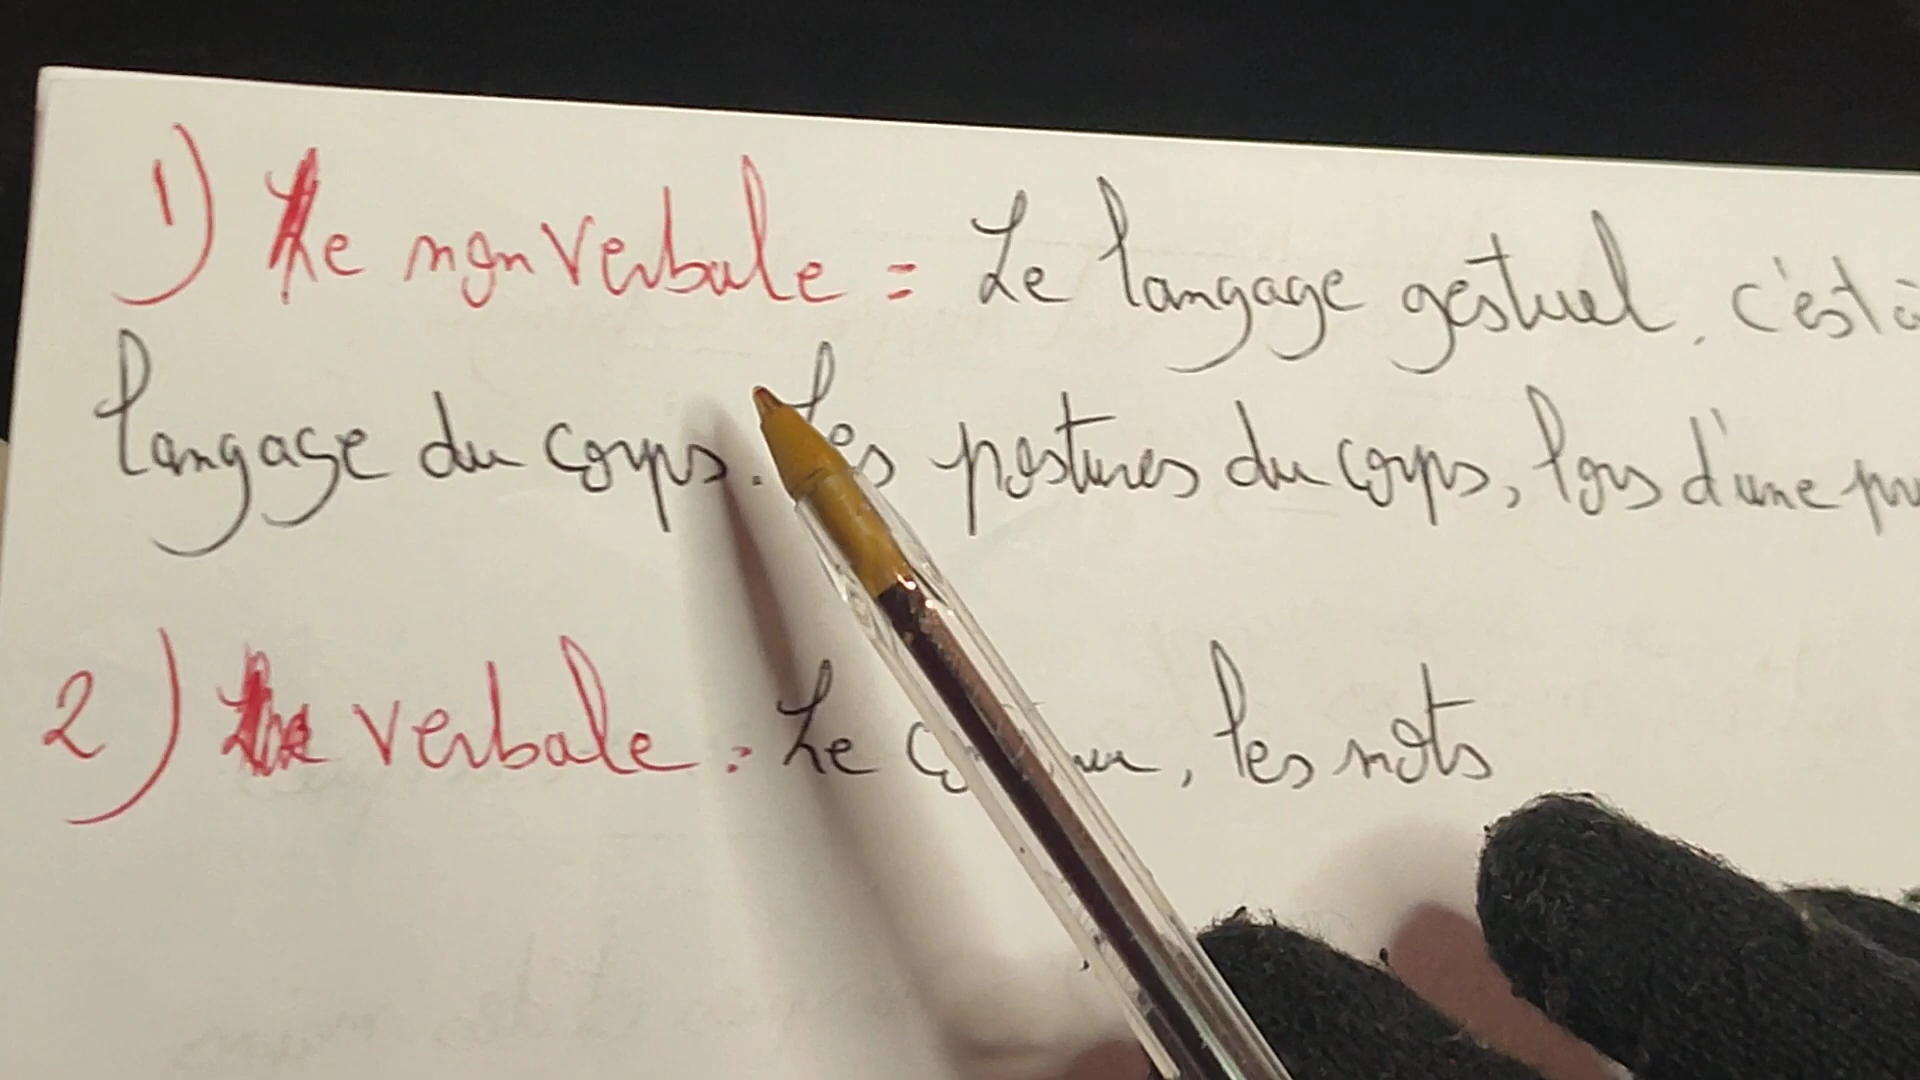 1) Le non verbale = Le langage gestuel, c'est à
langage du corps. Les postures du corps, lors d'une
2) verbale = Le, les mots